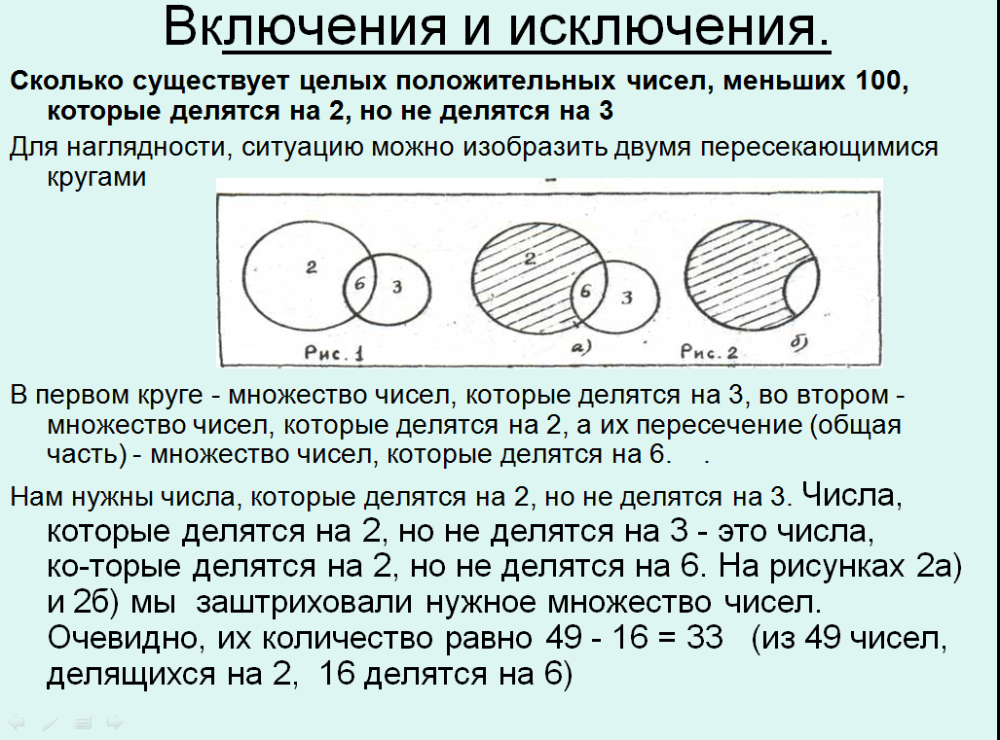 Включения и исключения.
Сколько существует целых положительных чисел, меньших 100,
которые делятся на 2, но не делятся на 3
Для наглядности, ситуацию можно изобразить двумя пересекающимися
кругами
2 6 3 2 6 3
Рис. 1 а) Рис. 2 б)
В первом круге - множество чисел, которые делятся на 3, во втором -
множество чисел, которые делятся на 2, а их пересечение (общая
часть) - множество чисел, которые делятся на 6. .
Нам нужны числа, которые делятся на 2, но не делятся на 3. Числа,
которые делятся на 2, но не делятся на 3 - это числа,
ко-торые делятся на 2, но не делятся на 6. На рисунках 2а)
и 2б) мы заштриховали нужное множество чисел.
Очевидно, их количество равно 49 - 16 = 33 (из 49 чисел,
делящихся на 2, 16 делятся на 6)